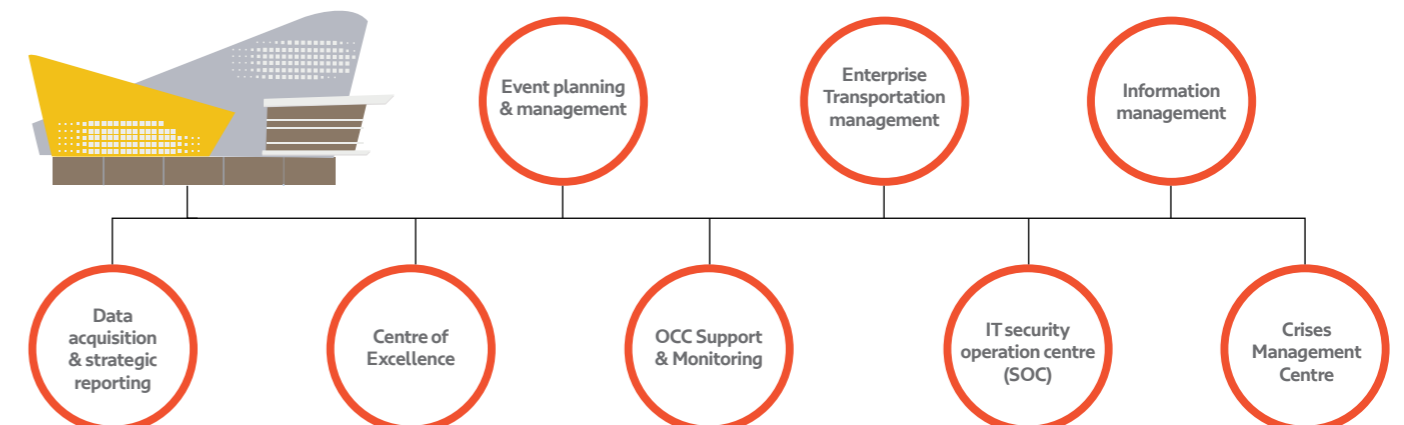 Event planning
& management
Enterprise
Transportation
management
Information
management
Data
acquisition
& strategic
reporting
Centre of
Excellence
OCC Support
& Monitoring
IT security
operation centre
(SOC)
Crises
Management
Centre